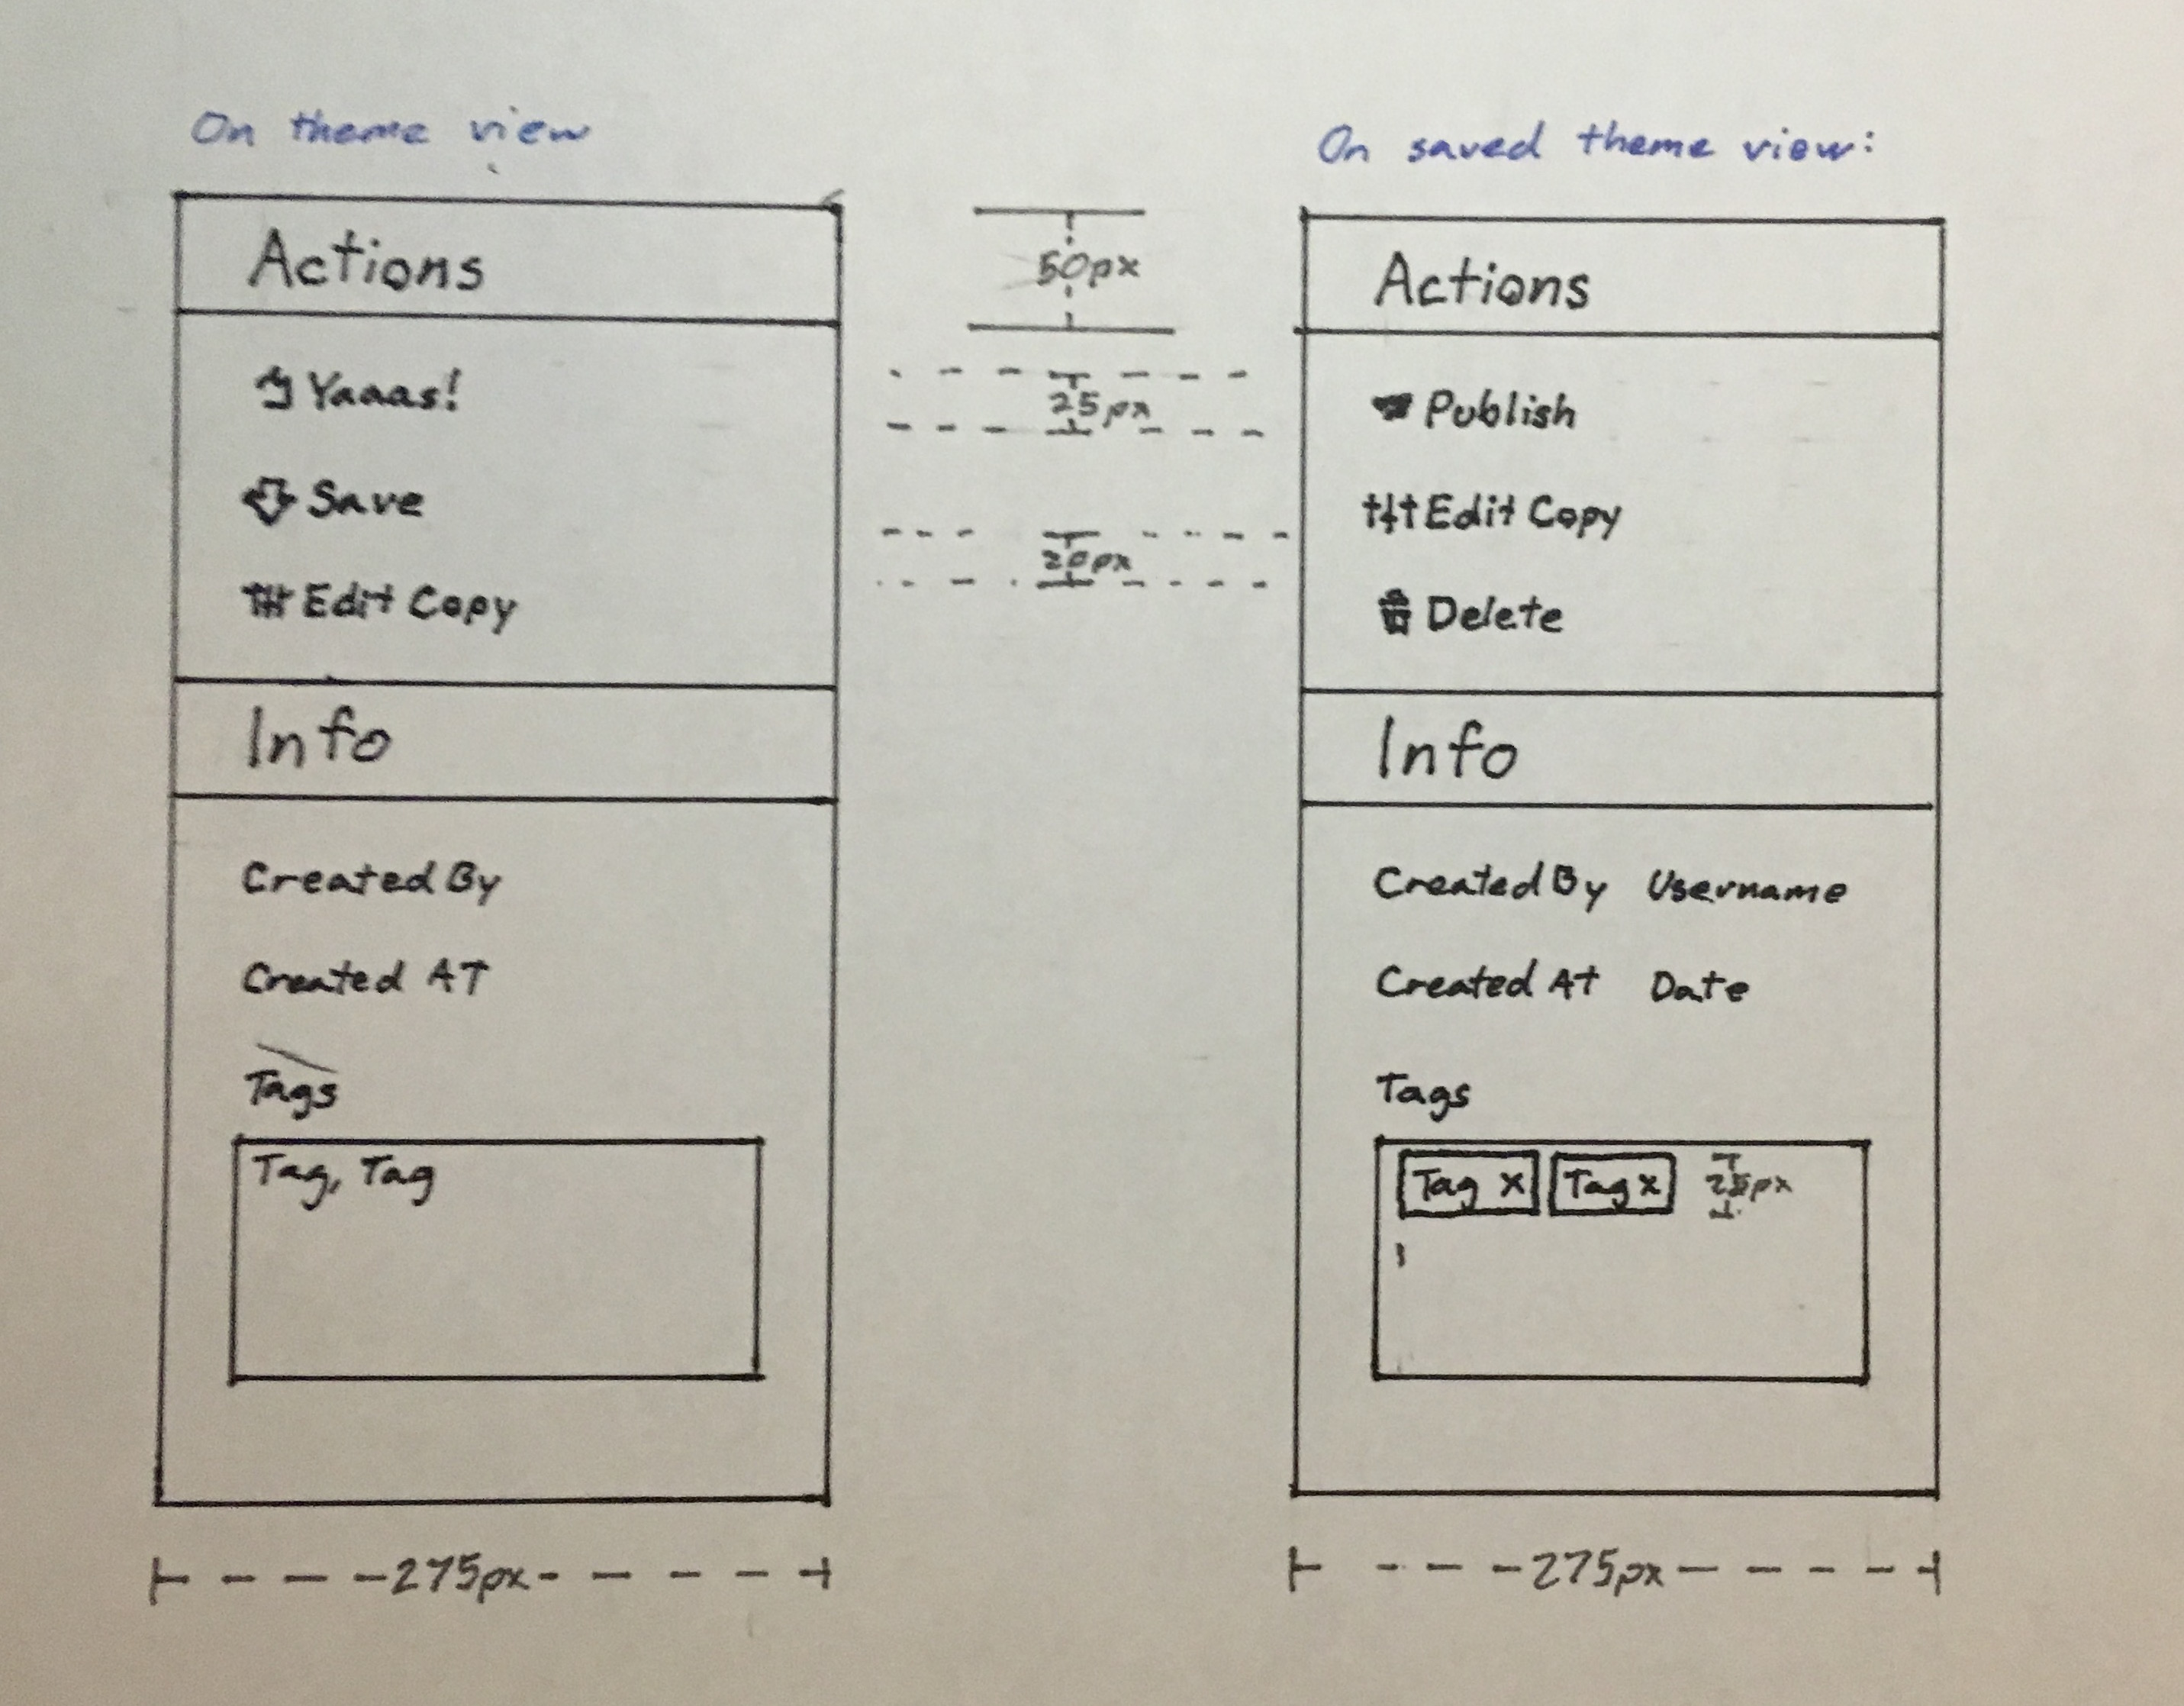 On theme view
Actions
Yaaas!
Save
Edit Copy
Info
Created By
Created AT
Tags
Tag, Tag
275px
50px
25px
20px
On saved theme view:
Actions
Publish
Edit Copy
Delete
Info
Created By Username
Created At Date
Tags
Tag x Tag x 25px
275px